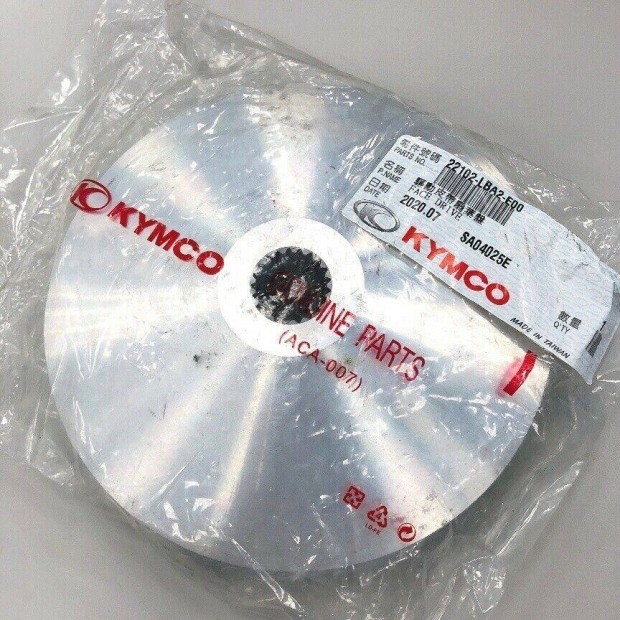 零件號碼
PARTS NO.
22102-LBA2-E00
名稱
P.NAME
驅動皮帶盤
FACE DRIVE
日期
DATE
2020.07
SA04025E
KYMCO
數量
Q'TY
1
MADE IN TAIWAN
KYMCO
GENUINE PARTS
(ACA-007)
LD-PE